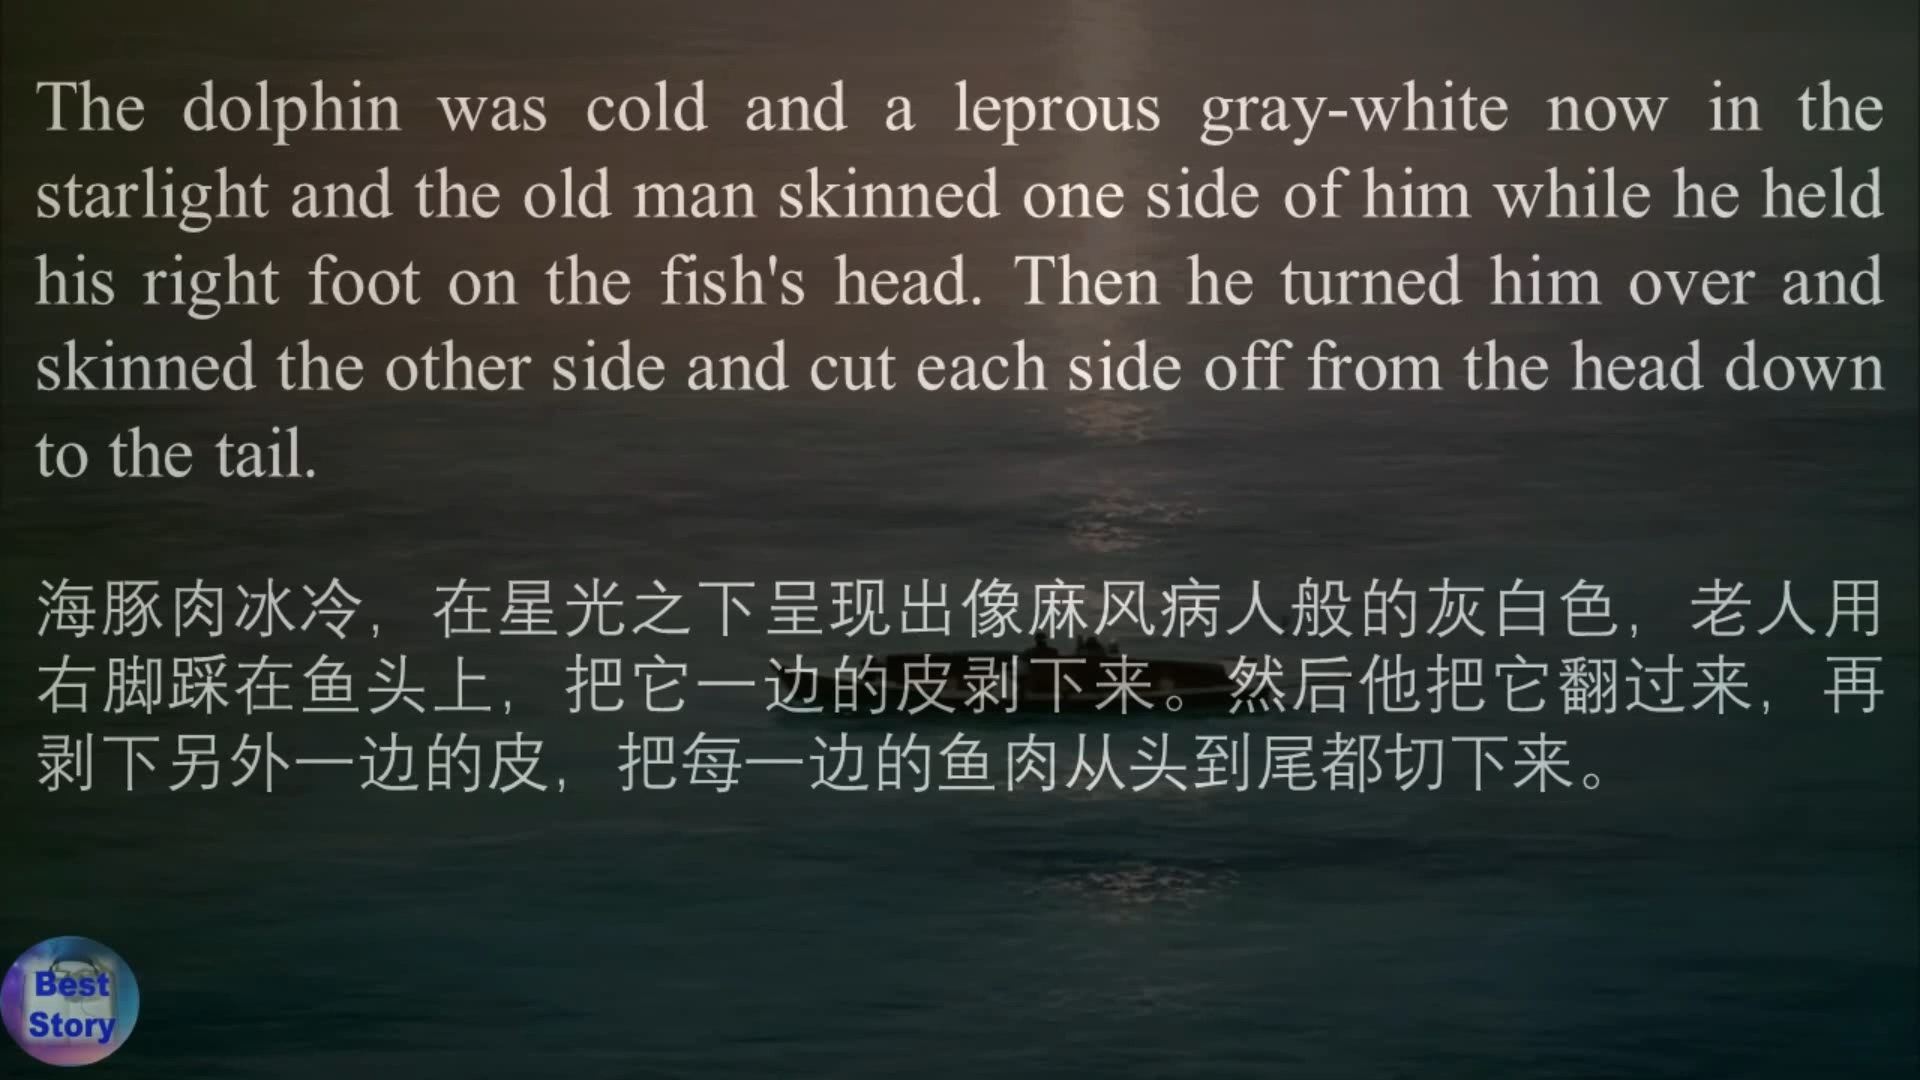 The dolphin was cold and a leprous gray-white now in the
starlight and the old man skinned one side of him while he held
his right foot on the fish's head. Then he turned him over and
skinned the other side and cut each side off from the head down
to the tail.
海豚肉冰冷，在星光之下呈现出像麻风病人般的灰白色，老人用
右脚踩在鱼头上，把它一边的皮剥下来。然后他把它翻过来，再
剥下另外一边的皮，把每一边的鱼肉从头到尾都切下来。
Best
Story